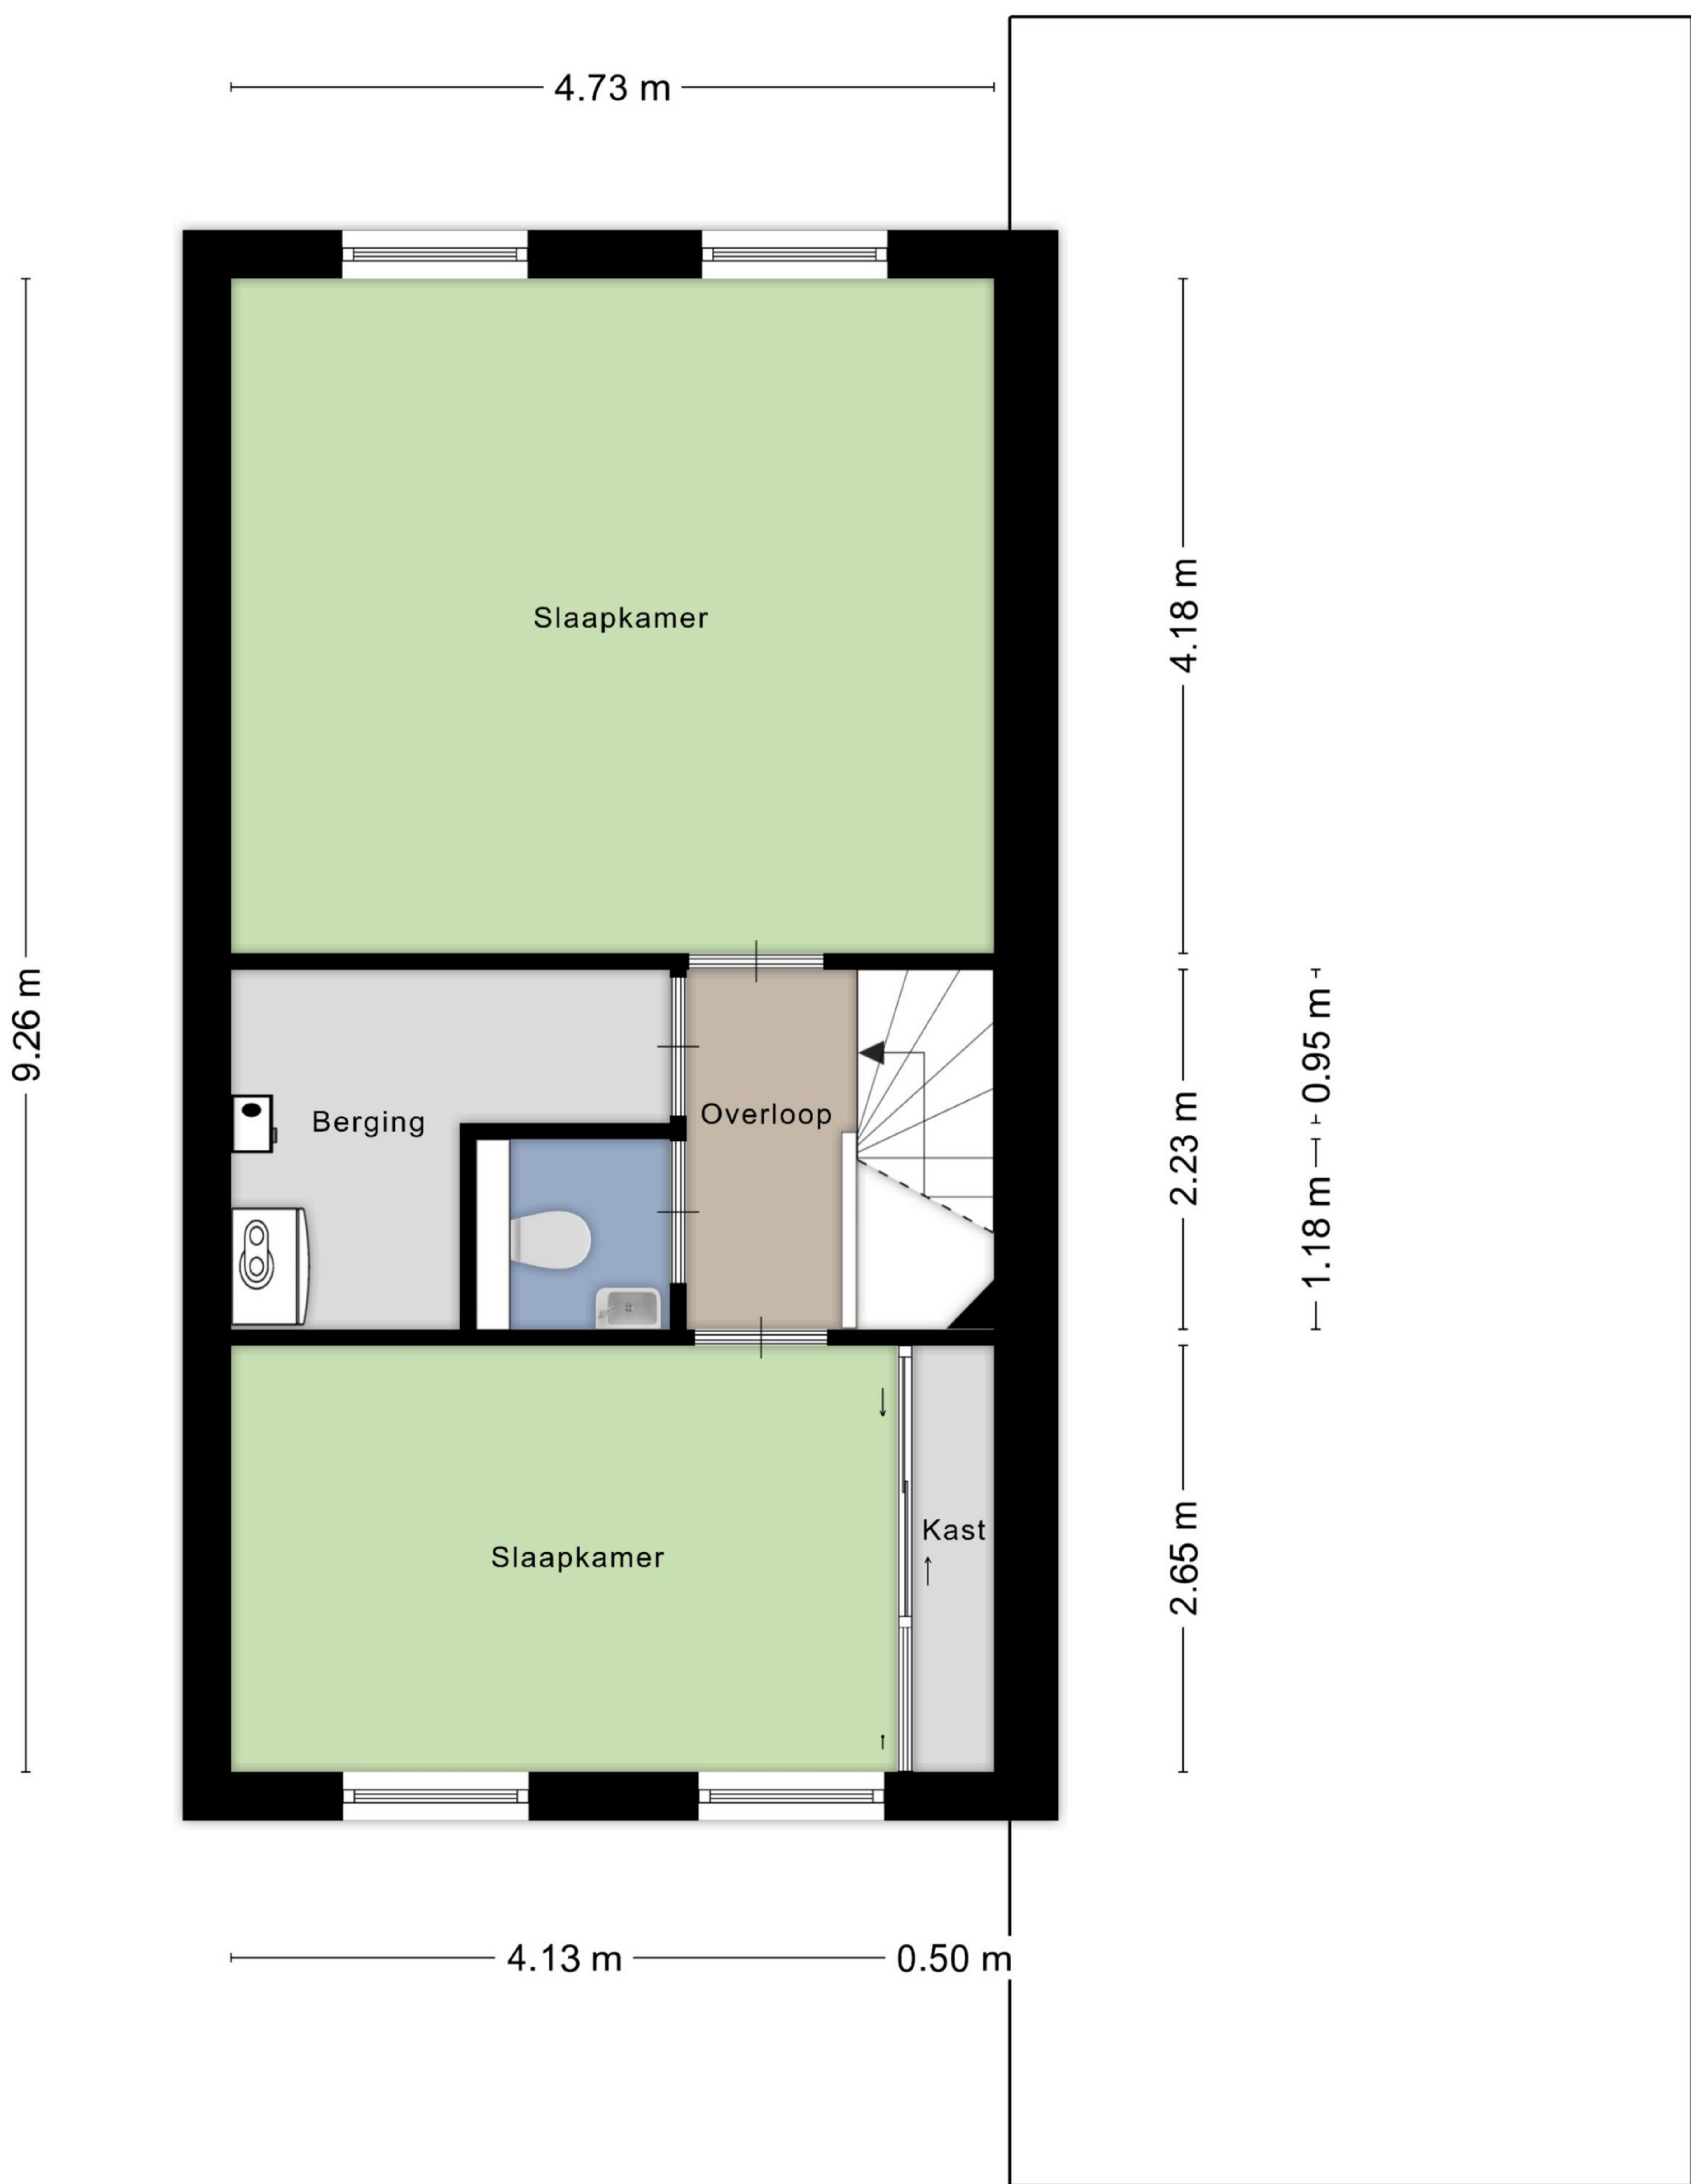 4.73 m
Slaapkamer
4.18 m
9.26 m
0.95 m
Berging
Overloop
2.23 m
1.18 m
Slaapkamer
Kast
2.65 m
4.13 m
0.50 m